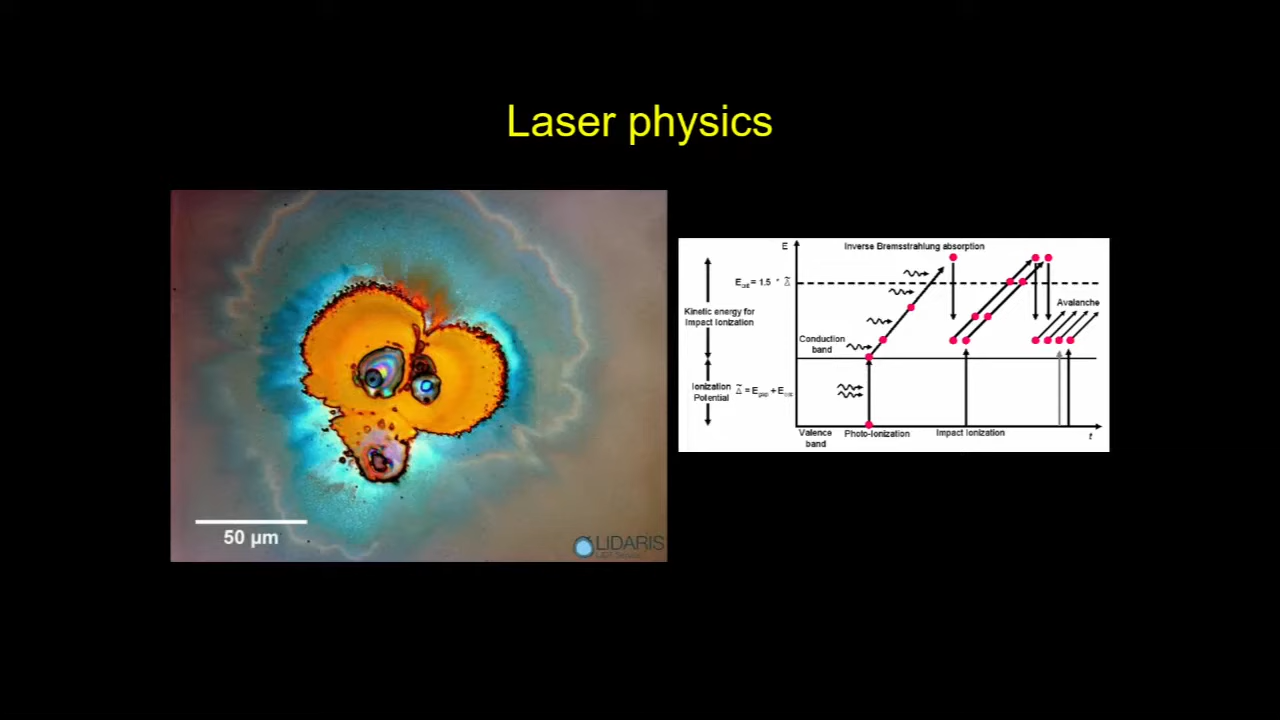 Laser physics
50 µm
LIDARIS
E
Inverse Bremsstrahlung absorption
Kinetic energy for
Impact Ionization
Avalanche
Conduction
band
Ionization
Potential
Valence
band
Photo-Ionization
Impact Ionization
t